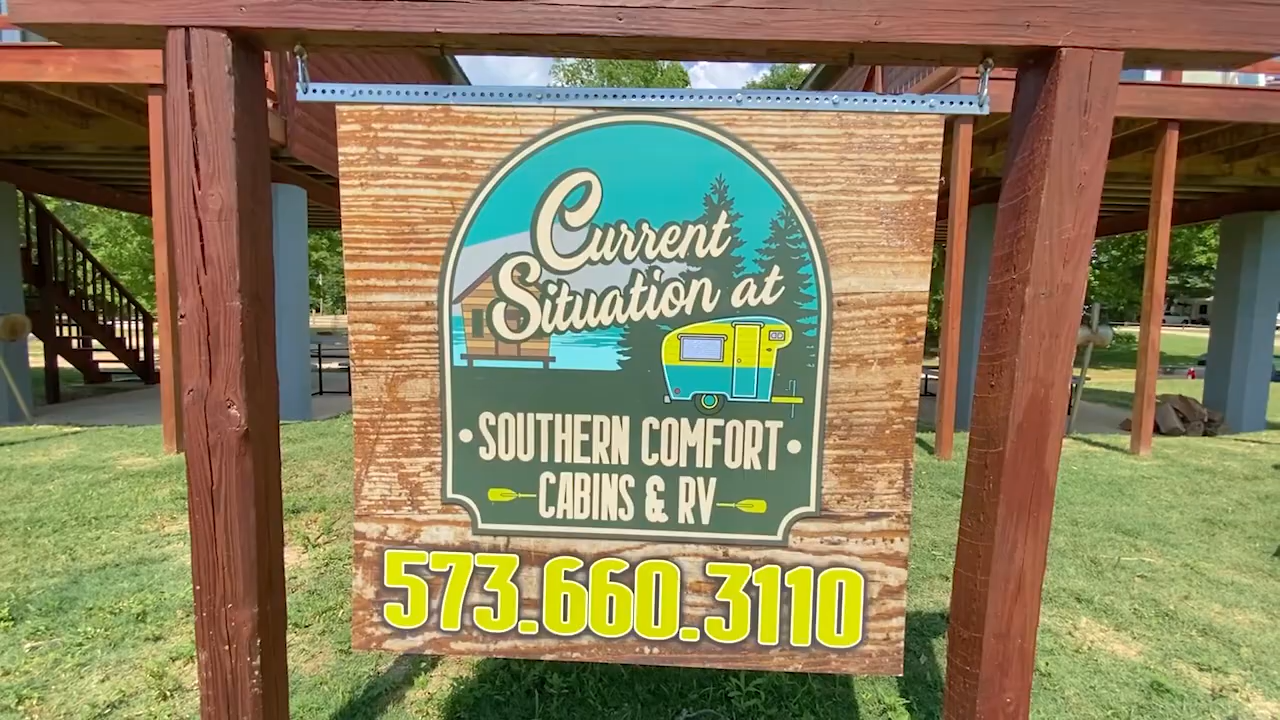 Current
Situation at
• SOUTHERN COMFORT •
CABINS & RV
573.660.3110